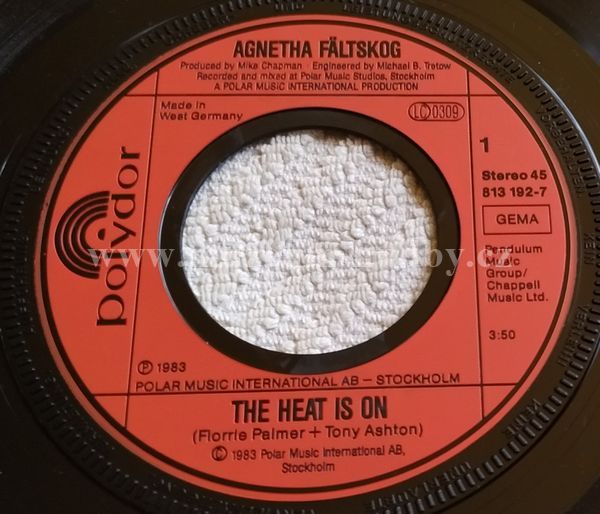 AGNETHA FÄLTSKOG
Produced by Mike Chapman · Engineered by Michael B. Tretow
Recorded and mixed at Polar Music Studios, Stockholm
A POLAR MUSIC INTERNATIONAL PRODUCTION
Made in
West Germany
LC 0309
polydor
1
Stereo 45
813 192-7
GEMA
Pendulum
Music
Group/
Chappell
Music Ltd.
3:50
Ⓟ 1983
POLAR MUSIC INTERNATIONAL AB – STOCKHOLM
THE HEAT IS ON
(Florrie Palmer + Tony Ashton)
© 1983 Polar Music International AB,
Stockholm